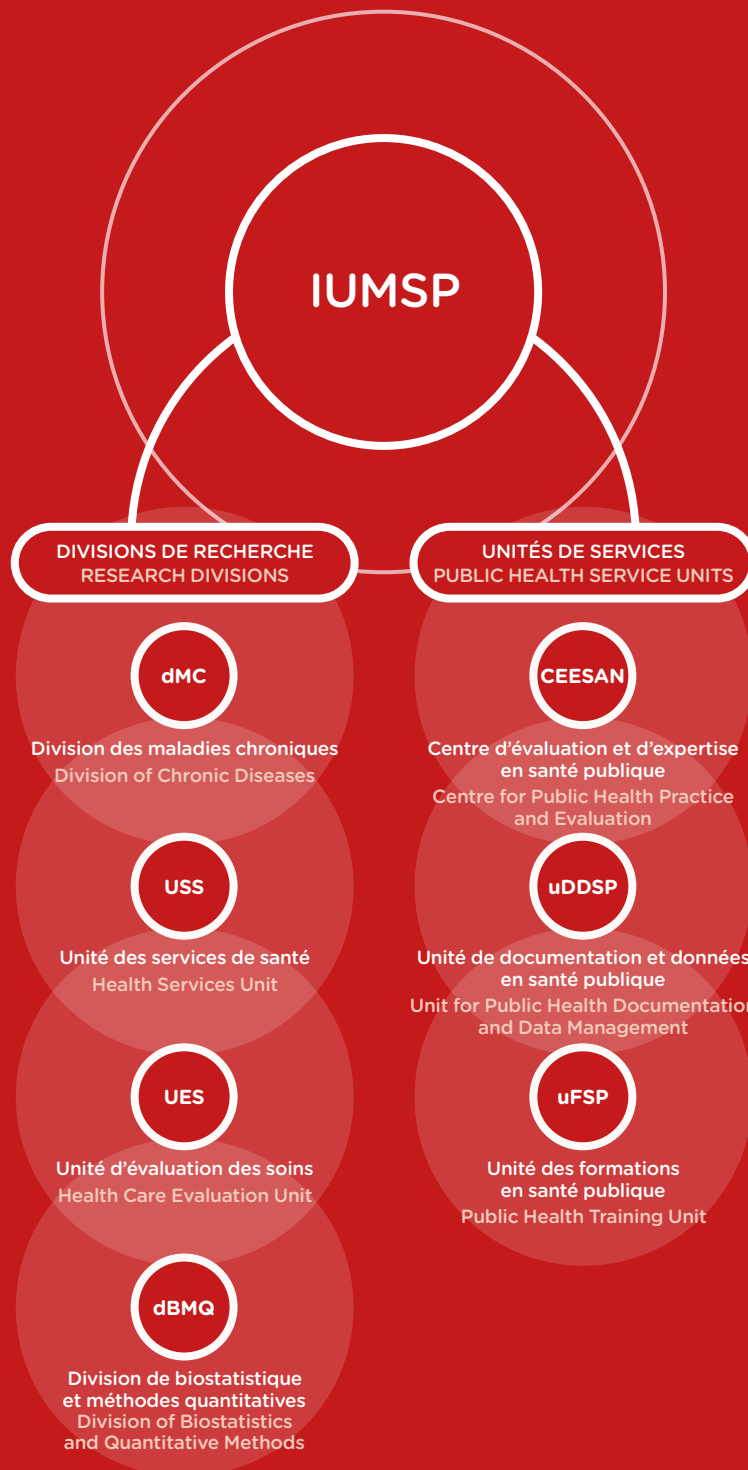 IUMSP
DIVISIONS DE RECHERCHE
RESEARCH DIVISIONS
dMC
Division des maladies chroniques
Division of Chronic Diseases
USS
Unité des services de santé
Health Services Unit
UES
Unité d'évaluation des soins
Health Care Evaluation Unit
dBMQ
Division de biostatistique
et méthodes quantitatives
Division of Biostatistics
and Quantitative Methods
UNITÉS DE SERVICES
PUBLIC HEALTH SERVICE UNITS
CEESAN
Centre d'évaluation et d'expertise
en santé publique
Centre for Public Health Practice
and Evaluation
uDDSP
Unité de documentation et données
en santé publique
Unit for Public Health Documentation
and Data Management
uFSP
Unité des formations
en santé publique
Public Health Training Unit